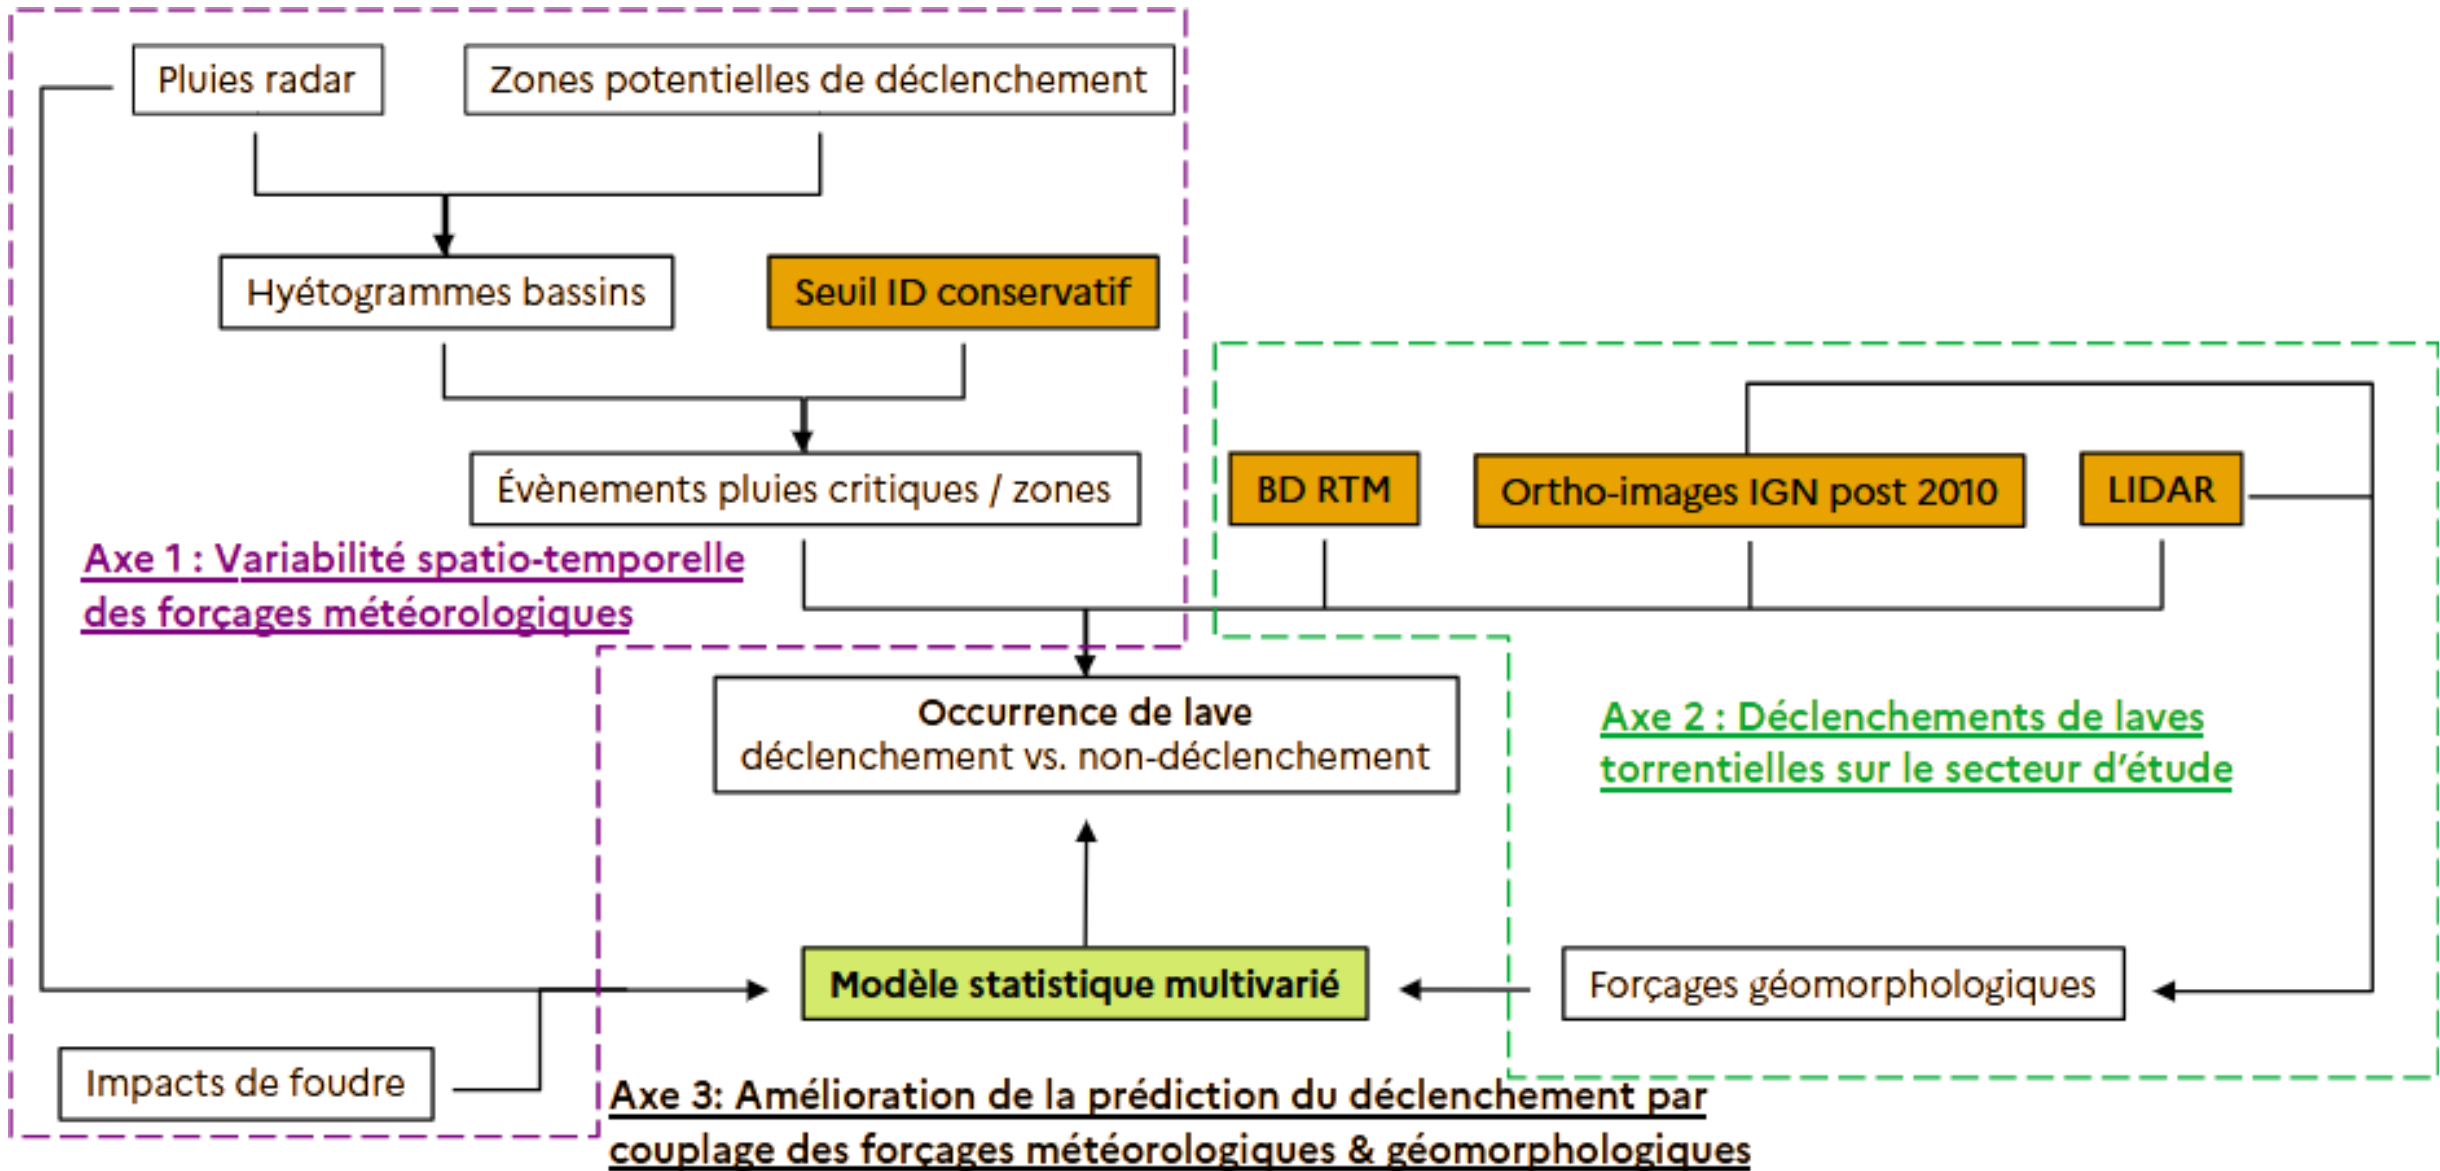 Pluies radar
Zones potentielles de déclenchement
Hyétogrammes bassins
Seuil ID conservatif
Évènements pluies critiques / zones
BD RTM
Ortho-images IGN post 2010
LIDAR
Axe 1 : Variabilité spatio-temporelle
des forçages météorologiques
Occurrence de lave
déclenchement vs. non-déclenchement
Axe 2 : Déclenchements de laves
torrentielles sur le secteur d'étude
Modèle statistique multivarié
Forçages géomorphologiques
Impacts de foudre
Axe 3: Amélioration de la prédiction du déclenchement par
couplage des forçages météorologiques & géomorphologiques